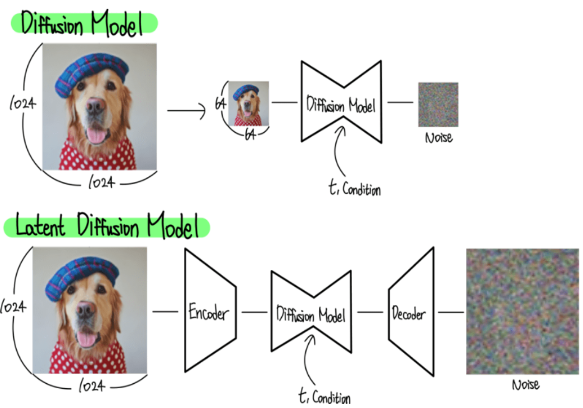 Diffusion Model
1024
1024
64
64
Diffusion Model
Noise
t, Condition
Latent Diffusion Model
1024
1024
Encoder
Diffusion Model
Decoder
t, Condition
Noise